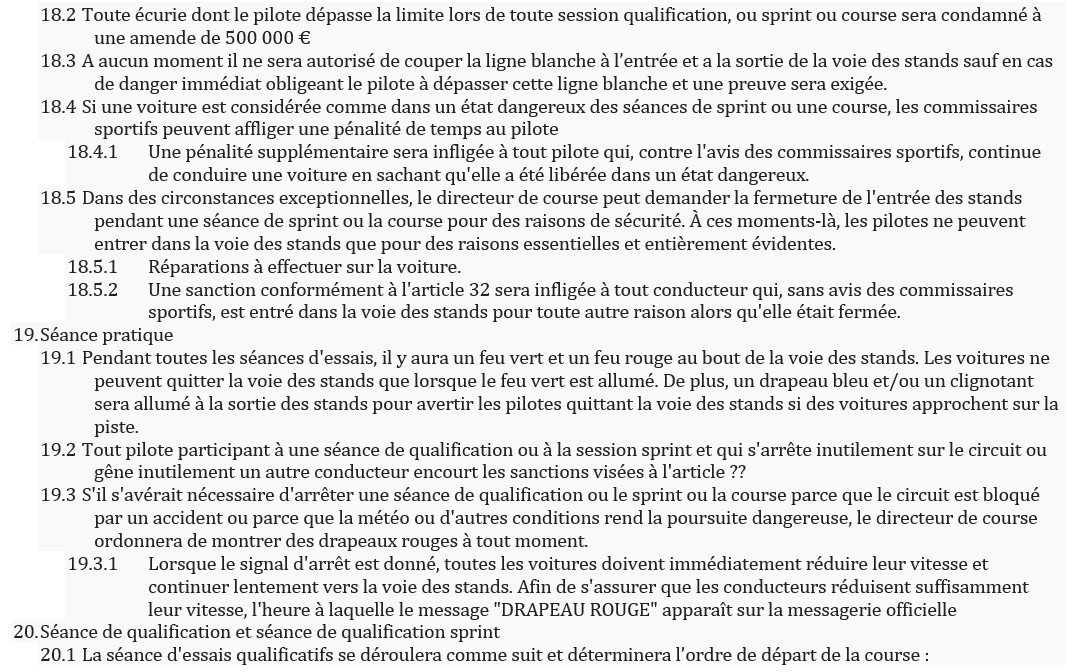 18.2 Toute écurie dont le pilote dépasse la limite lors de toute session qualification, ou sprint ou course sera condamné à
une amende de 500 000 €
18.3 A aucun moment il ne sera autorisé de couper la ligne blanche à l'entrée et a la sortie de la voie des stands sauf en cas
de danger immédiat obligeant le pilote à dépasser cette ligne blanche et une preuve sera exigée.
18.4 Si une voiture est considérée comme dans un état dangereux des séances de sprint ou une course, les commissaires
sportifs peuvent affliger une pénalité de temps au pilote
18.4.1 Une pénalité supplémentaire sera infligée à tout pilote qui, contre l'avis des commissaires sportifs, continue
de conduire une voiture en sachant qu'elle a été libérée dans un état dangereux.
18.5 Dans des circonstances exceptionnelles, le directeur de course peut demander la fermeture de l'entrée des stands
pendant une séance de sprint ou la course pour des raisons de sécurité. À ces moments-là, les pilotes ne peuvent
entrer dans la voie des stands que pour des raisons essentielles et entièrement évidentes.
18.5.1 Réparations à effectuer sur la voiture.
18.5.2 Une sanction conformément à l'article 32 sera infligée à tout conducteur qui, sans avis des commissaires
sportifs, est entré dans la voie des stands pour toute autre raison alors qu'elle était fermée.
19. Séance pratique
19.1 Pendant toutes les séances d'essais, il y aura un feu vert et un feu rouge au bout de la voie des stands. Les voitures ne
peuvent quitter la voie des stands que lorsque le feu vert est allumé. De plus, un drapeau bleu et/ou un clignotant
sera allumé à la sortie des stands pour avertir les pilotes quittant la voie des stands si des voitures approchent sur la
piste.
19.2 Tout pilote participant à une séance de qualification ou à la session sprint et qui s'arrête inutilement sur le circuit ou
gêne inutilement un autre conducteur encourt les sanctions visées à l'article ??
19.3 S'il s'avérait nécessaire d'arrêter une séance de qualification ou le sprint ou la course parce que le circuit est bloqué
par un accident ou parce que la météo ou d'autres conditions rend la poursuite dangereuse, le directeur de course
ordonnera de montrer des drapeaux rouges à tout moment.
19.3.1 Lorsque le signal d'arrêt est donné, toutes les voitures doivent immédiatement réduire leur vitesse et
continuer lentement vers la voie des stands. Afin de s'assurer que les conducteurs réduisent suffisamment
leur vitesse, l'heure à laquelle le message "DRAPEAU ROUGE" apparaît sur la messagerie officielle
20. Séance de qualification et séance de qualification sprint
20.1 La séance d'essais qualificatifs se déroulera comme suit et déterminera l'ordre de départ de la course :